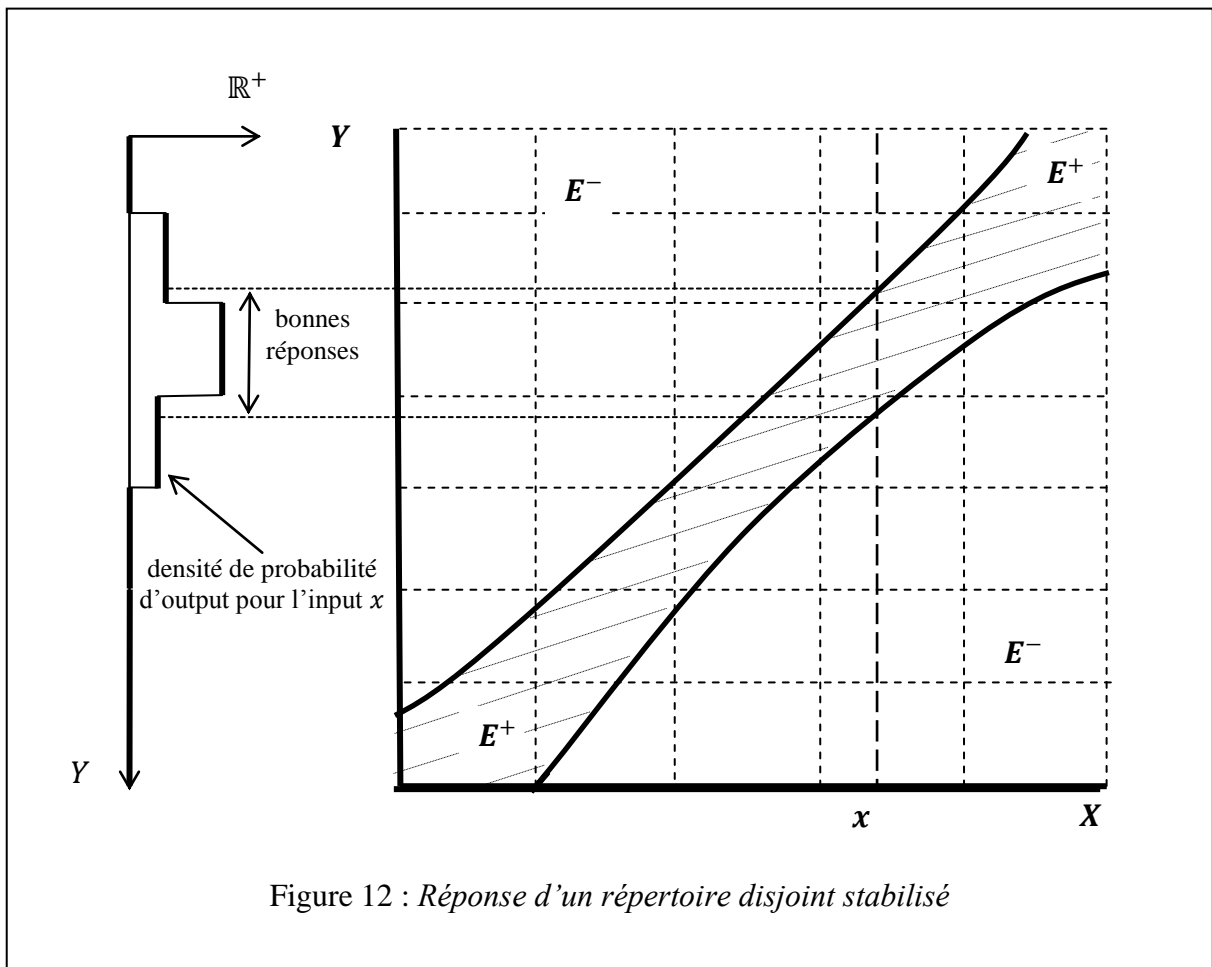 ℝ⁺
Y
E⁻
E⁺
bonnes
réponses
densité de probabilité
d’output pour l’input x
E⁻
E⁺
Y
x
X
Figure 12 : Réponse d’un répertoire disjoint stabilisé